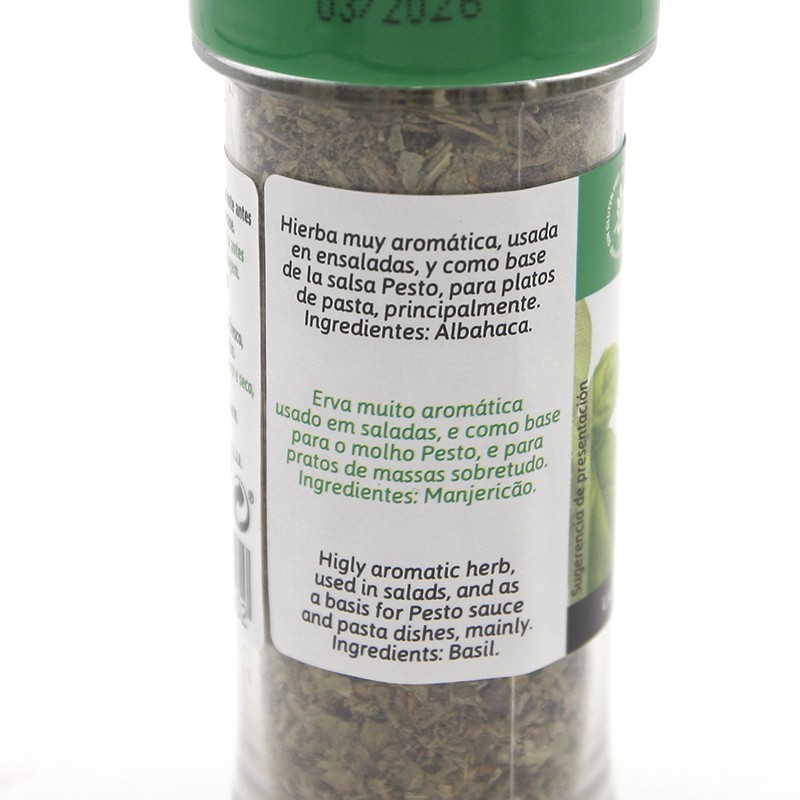 03/2026
Hierba muy aromática, usada
en ensaladas, y como base
de la salsa Pesto, para platos
de pasta, principalmente.
Ingredientes: Albahaca.
Erva muito aromática
usado em saladas, e como base
para o molho Pesto, e para
pratos de massas sobretudo.
Ingredientes: Manjericão.
Higly aromatic herb,
used in salads, and as
a basis for Pesto sauce
and pasta dishes, mainly.
Ingredients: Basil.
Sugerencia de presentación
antes
antes
seco,